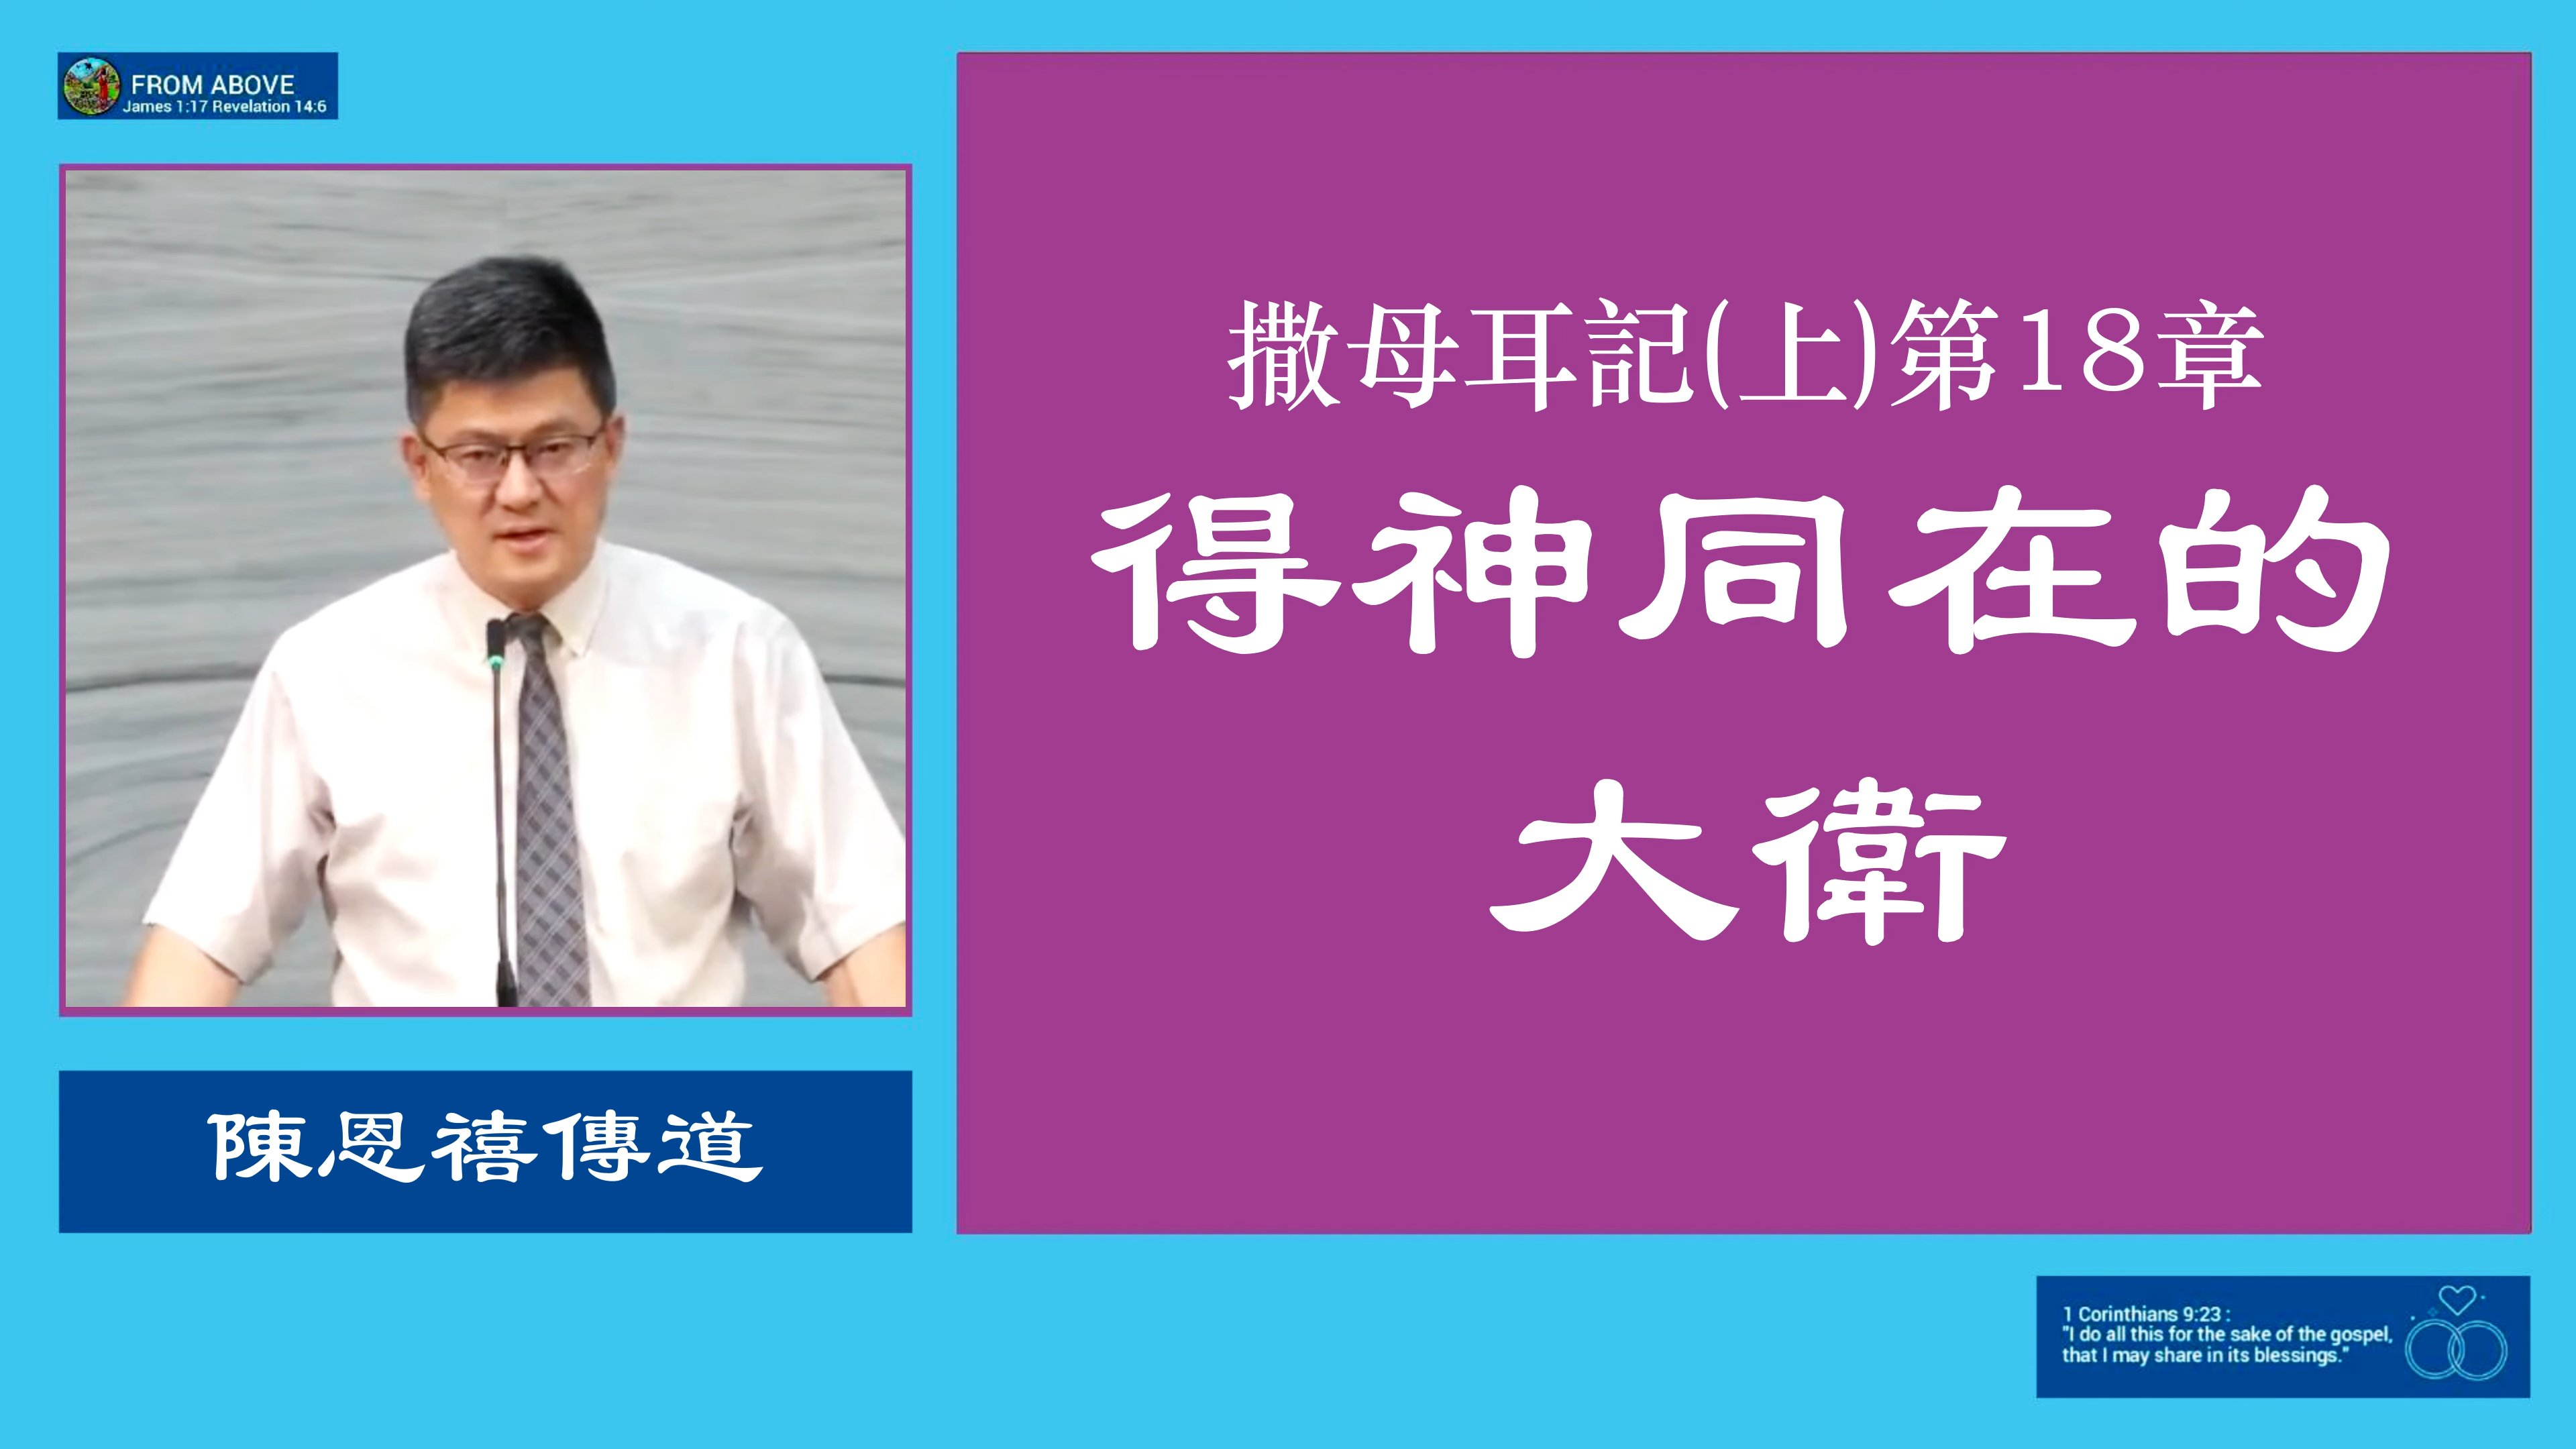 FROM ABOVE
James 1:17 Revelation 14:6
撒母耳記(上)第18章
得神同在的
大衛
陳恩禧傳道
1 Corinthians 9:23 :
"I do all this for the sake of the gospel,
that I may share in its blessings."